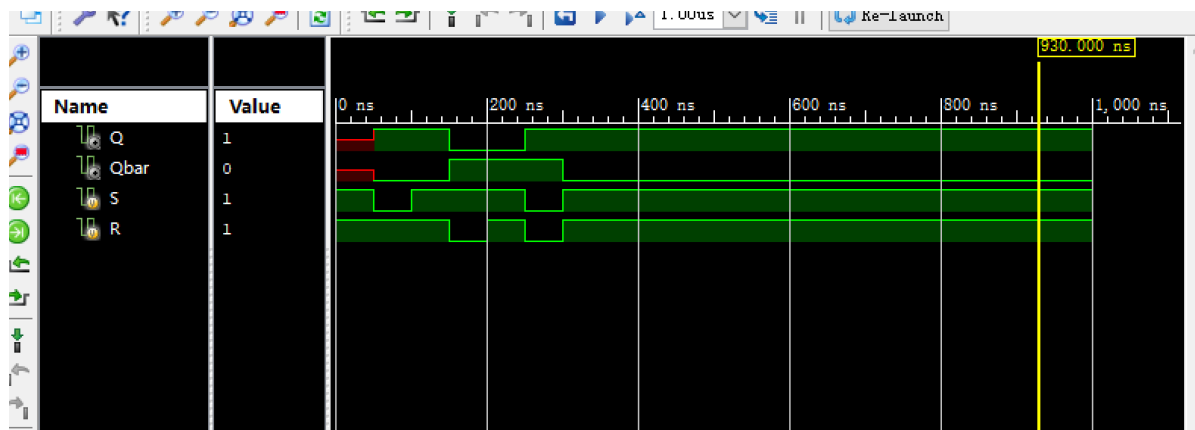 1.00us Re-launch
930.000 ns
Name Value 0 ns 200 ns 400 ns 600 ns 800 ns 1,000 ns
Q 1
Qbar 0
S 1
R 1